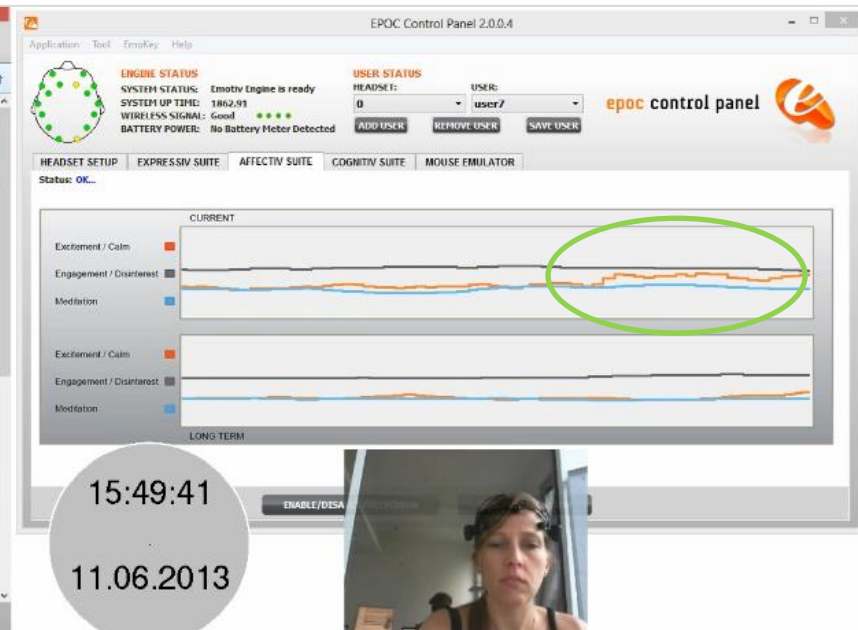 EPOC Control Panel 2.0.0.4
Application Tool EmoKey Help
ENGINE STATUS
SYSTEM STATUS: Emotiv Engine is ready
SYSTEM UP TIME: 1862.91
WIRELESS SIGNAL: Good
BATTERY POWER: No Battery Meter Detected
USER STATUS
HEADSET: USER:
0 user7
ADD USER REMOVE USER SAVE USER
epoc control panel
HEADSET SETUP EXPRESSIV SUITE AFFECTIV SUITE COGNITIV SUITE MOUSE EMULATOR
Status: OK...
CURRENT
Excitement / Calm
Engagement / Disinterest
Meditation
Excitement / Calm
Engagement / Disinterest
Meditation
LONG TERM
ENABLE/DISA
15:49:41
11.06.2013